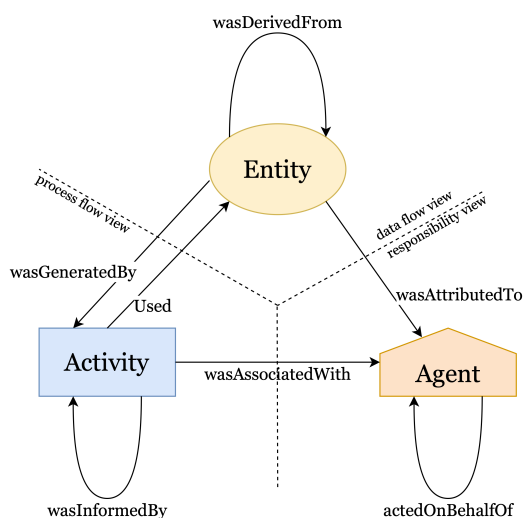 wasDerivedFrom
Entity
process flow view
data flow view
responsibility view
wasGeneratedBy
Used
wasAttributedTo
Activity
wasAssociatedWith
Agent
wasInformedBy
actedOnBehalfOf